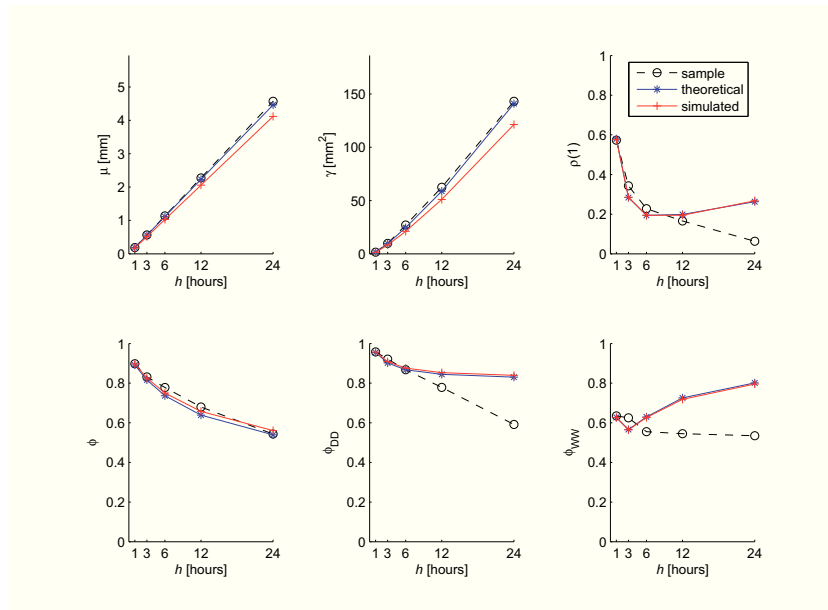 5
4
3
2
1
0
μ [mm]
1 3 6 12 24
h [hours]
150
100
50
0
γ [mm²]
1 3 6 12 24
h [hours]
1
0.8
0.6
0.4
0.2
0
ρ(1)
sample
theoretical
simulated
1 3 6 12 24
h [hours]
1
0.8
0.6
0.4
0.2
0
ϕ
1 3 6 12 24
h [hours]
1
0.8
0.6
0.4
0.2
0
ϕDD
1 3 6 12 24
h [hours]
1
0.8
0.6
0.4
0.2
0
ϕWW
1 3 6 12 24
h [hours]